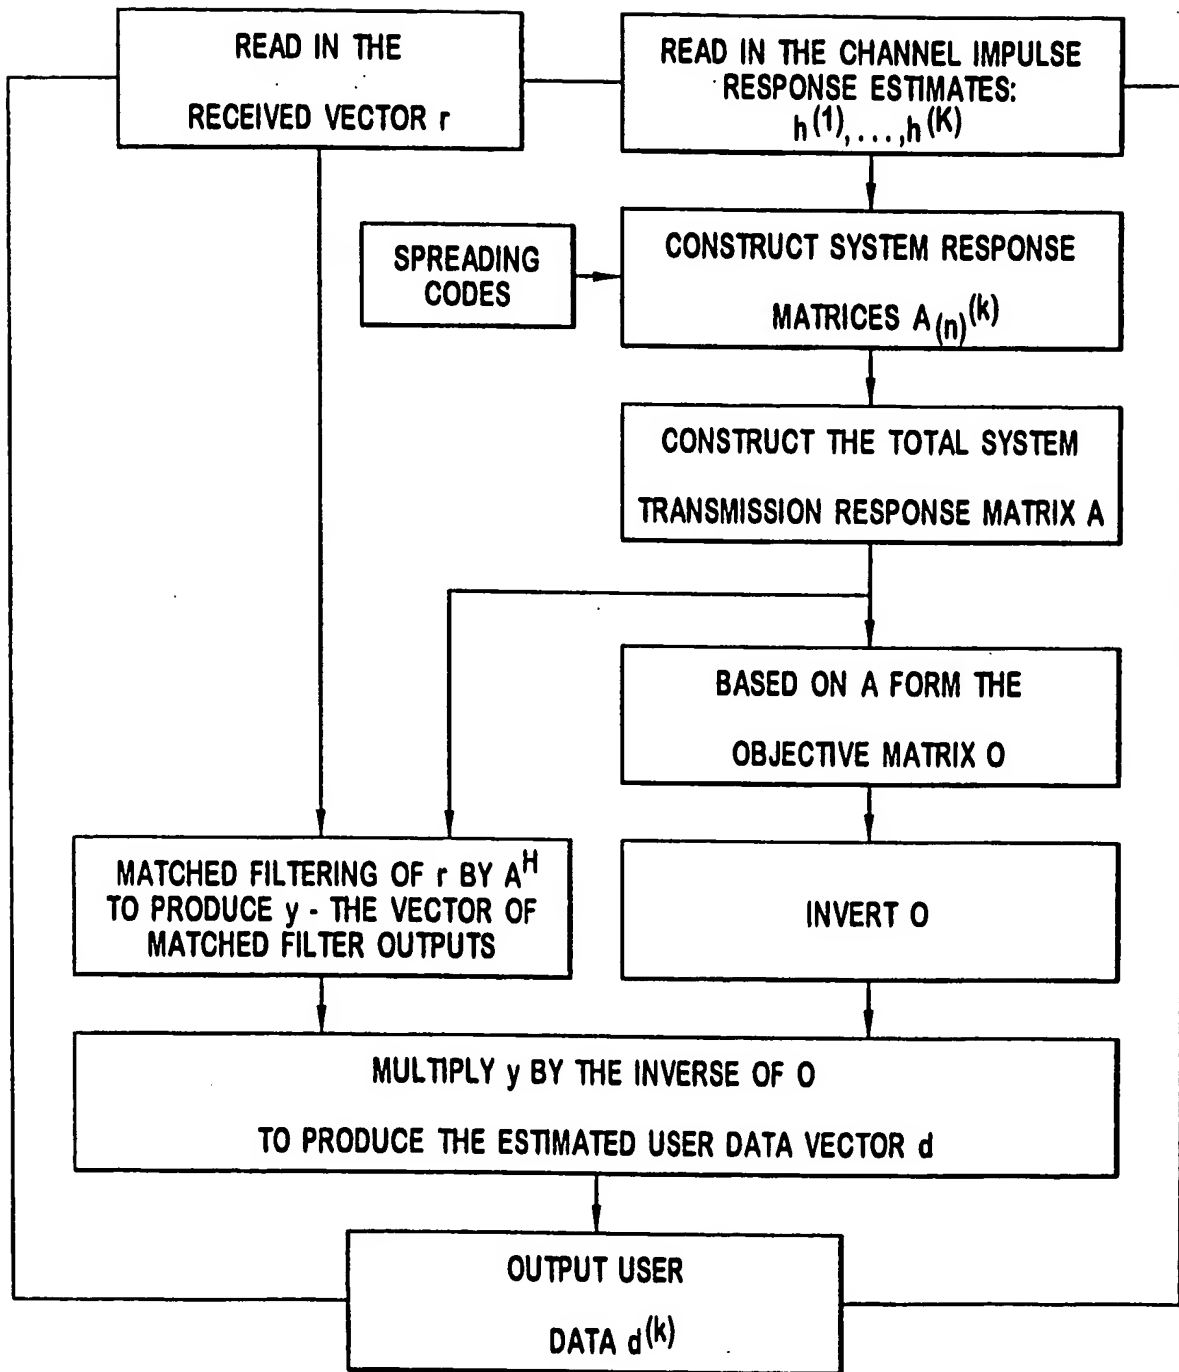 READ IN THE
RECEIVED VECTOR r
READ IN THE CHANNEL IMPULSE
RESPONSE ESTIMATES:
h(1),...,h(K)
SPREADING
CODES
CONSTRUCT SYSTEM RESPONSE
MATRICES A(n)(k)
CONSTRUCT THE TOTAL SYSTEM
TRANSMISSION RESPONSE MATRIX A
BASED ON A FORM THE
OBJECTIVE MATRIX O
MATCHED FILTERING OF r BY AH
TO PRODUCE y - THE VECTOR OF
MATCHED FILTER OUTPUTS
INVERT O
MULTIPLY y BY THE INVERSE OF O
TO PRODUCE THE ESTIMATED USER DATA VECTOR d
OUTPUT USER
DATA d(k)